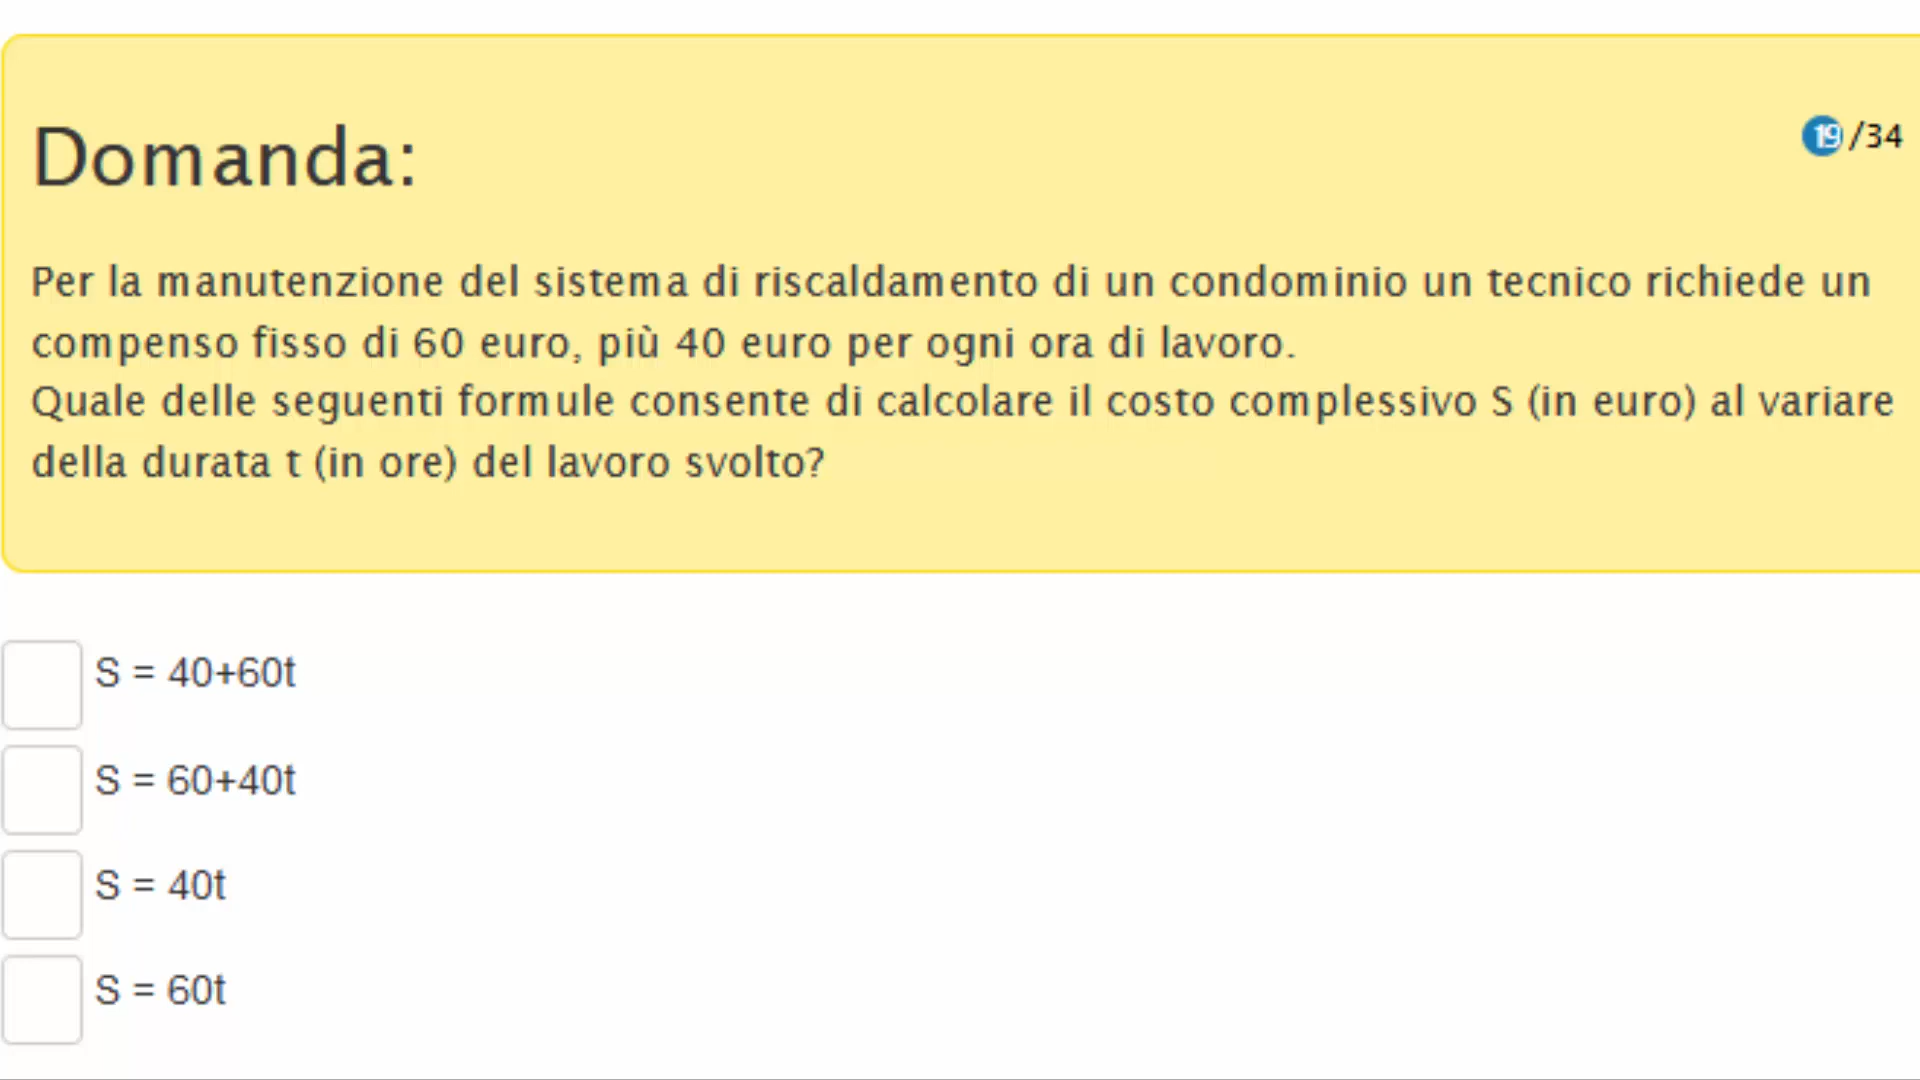 Domanda:
19/34
Per la manutenzione del sistema di riscaldamento di un condominio un tecnico richiede un
compenso fisso di 60 euro, più 40 euro per ogni ora di lavoro.
Quale delle seguenti formule consente di calcolare il costo complessivo S (in euro) al variare
della durata t (in ore) del lavoro svolto?
S = 40+60t
S = 60+40t
S = 40t
S = 60t